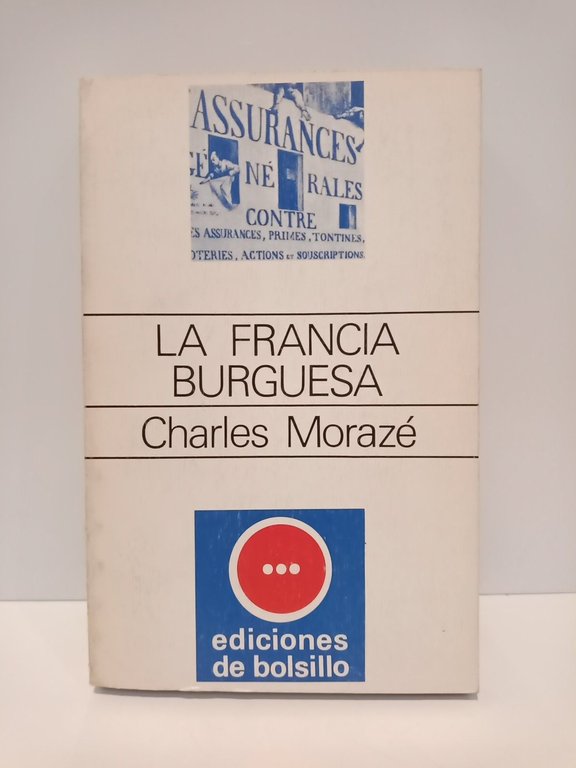 ASSURANCES
GÉ NÉ RALES
CONTRE
ES ASSURANCES, PRIMES, TONTINES,
OTERIES, ACTIONS ET SOUSCRIPTIONS.
LA FRANCIA
BURGUESA
Charles Morazé
ediciones
de bolsillo